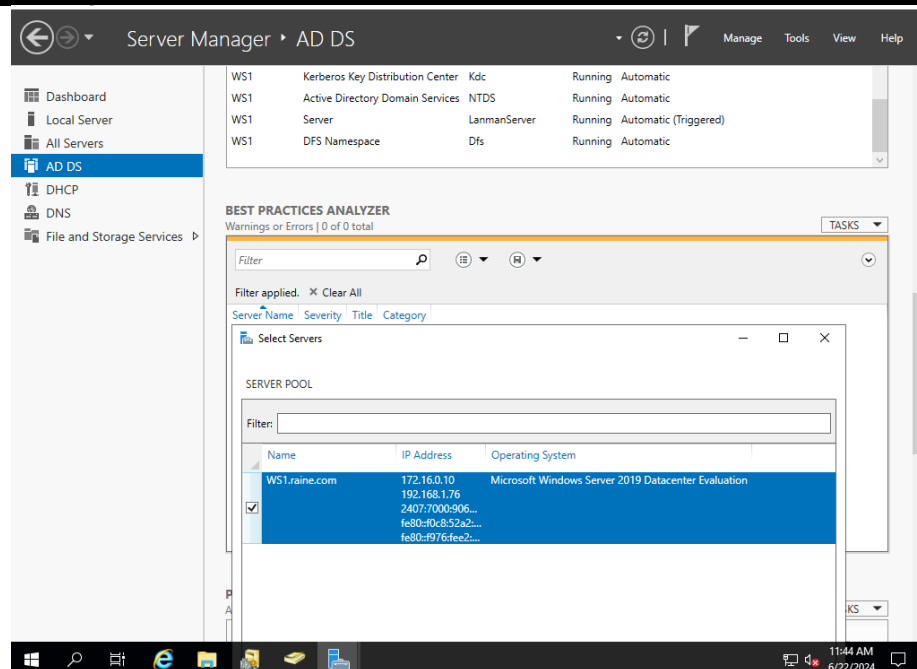 Server Manager ‣ AD DS
Manage Tools View Help
Dashboard
Local Server
All Servers
AD DS
DHCP
DNS
File and Storage Services
WS1 Kerberos Key Distribution Center Kdc Running Automatic
WS1 Active Directory Domain Services NTDS Running Automatic
WS1 Server LanmanServer Running Automatic (Triggered)
WS1 DFS Namespace Dfs Running Automatic
BEST PRACTICES ANALYZER
Warnings or Errors | 0 of 0 total
TASKS
Filter
Filter applied. × Clear All
Server Name Severity Title Category
Select Servers
SERVER POOL
Filter:
Name IP Address Operating System
WS1.raine.com 172.16.0.10 Microsoft Windows Server 2019 Datacenter Evaluation
192.168.1.76
2407:7000:906...
fe80::f0c8:52a2:...
fe80::f976:fee2:...
P
A
KS
11:44 AM
6/22/2024